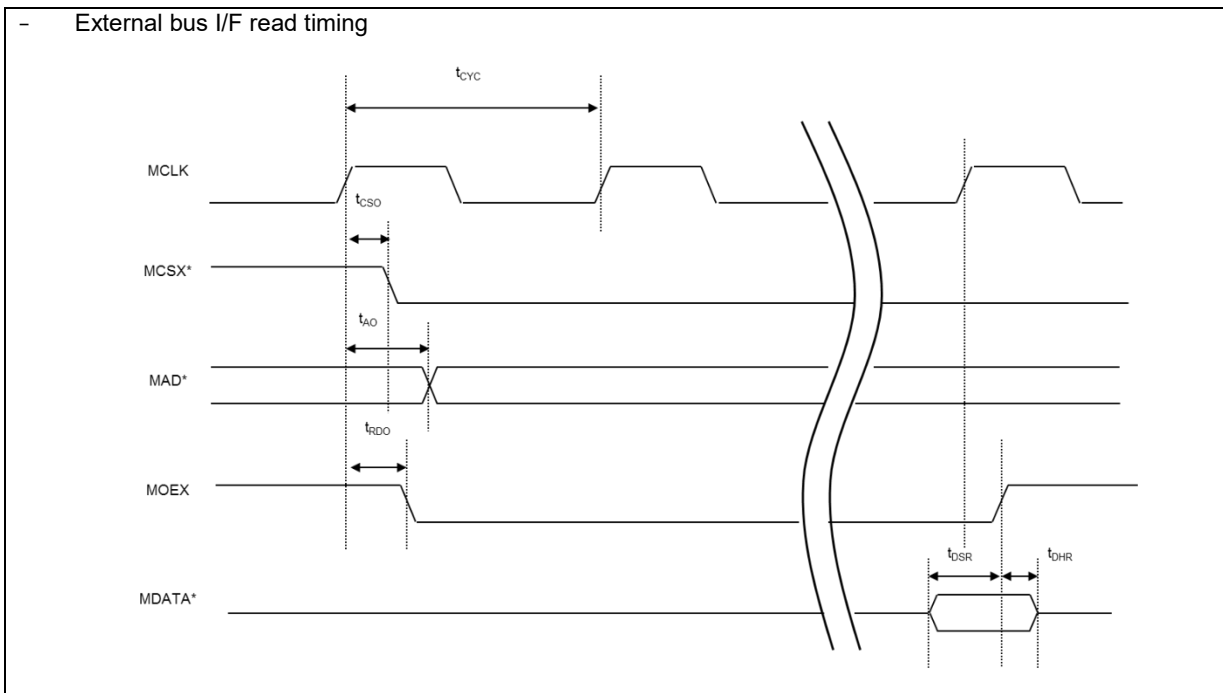 – External bus I/F read timing
tCYC
MCLK
tCSO
MCSX*
tAO
MAD*
tRDO
MOEX
tDSR
tDHR
MDATA*